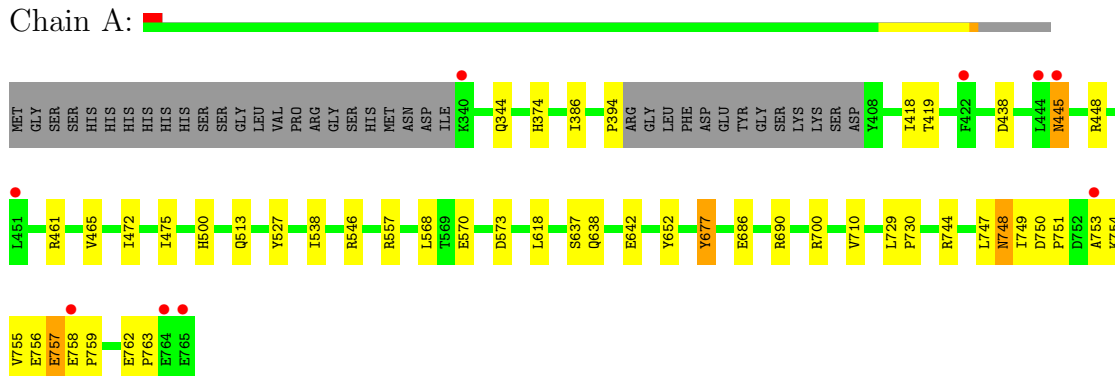 Chain A:
MET GLY SER SER HIS HIS HIS HIS HIS HIS SER SER GLY LEU VAL PRO ARG GLY SER HIS MET ASN ASP ILE K340 Q344 H374 I386 P394 ARG GLY LEU PHE ASP GLU TYR GLY SER LYS LYS SER ASP Y408 I418 T419 F422 D438 L444 N445 R448
L451 R461 V465 I472 I475 H500 Q513 Y527 I538 R546 R557 L568 T569 E570 D573 L618 S637 Q638 E642 Y652 Y677 E686 R690 R700 V710 L729 P730 R744 L747 N748 I749 D750 P751 D752 A753 K754
V755 E756 E757 E758 P759 E762 P763 E764 E765